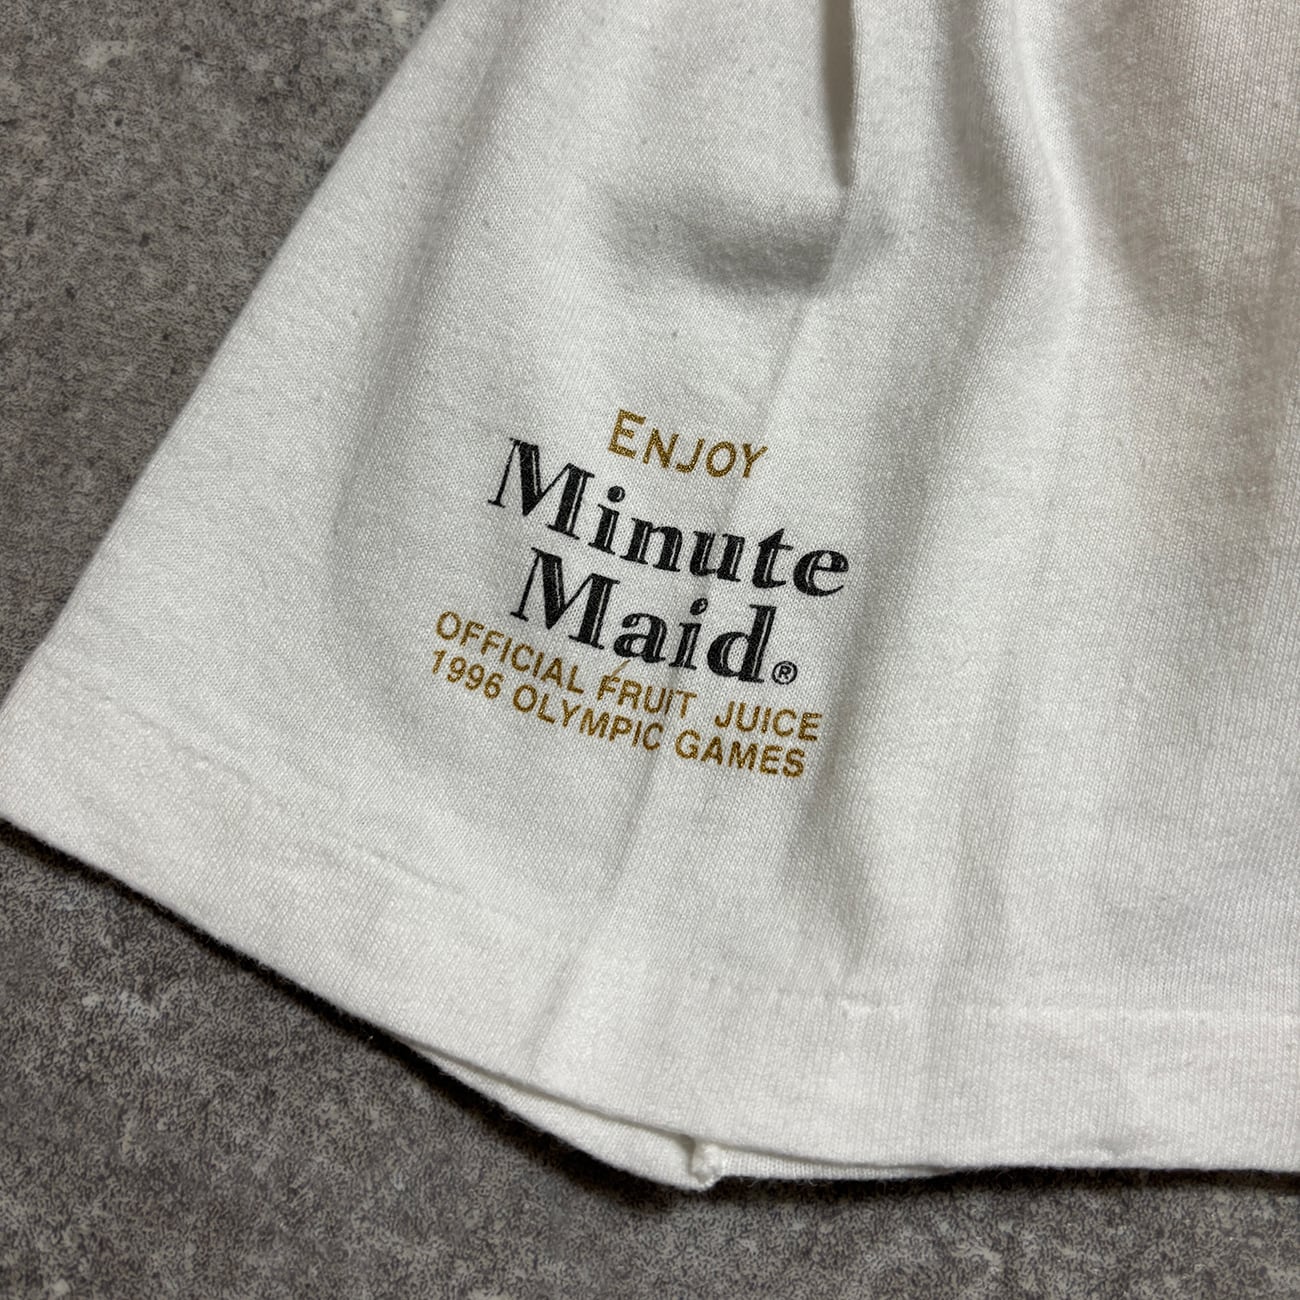 ENJOY
Minute
Maid®
OFFICIAL FRUIT JUICE
1996 OLYMPIC GAMES